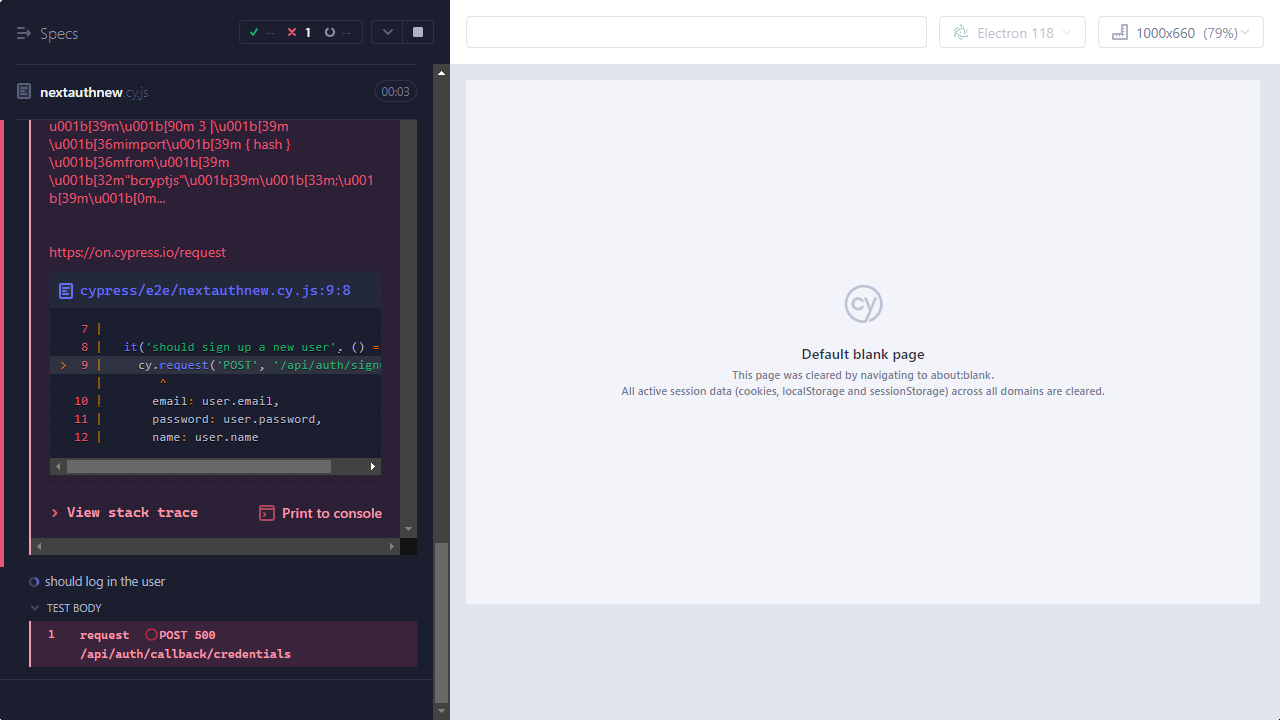 Specs
-- 1 --
Electron 118
1000x660 (79%)
nextauthnew cy.js
00:03
u001b[39m\u001b[90m 3 |\u001b[39m
\u001b[36mimport\u001b[39m { hash }
\u001b[36mfrom\u001b[39m
\u001b[32m"bcryptjs"\u001b[39m\u001b[33m;\u001
b[39m\u001b[0m...
https://on.cypress.io/request
cypress/e2e/nextauthnew.cy.js:9:8
7 |
8 | it('should sign up a new user', () =
> 9 | cy.request('POST', '/api/auth/sign
| ^
10 | email: user.email,
11 | password: user.password,
12 | name: user.name
> View stack trace
Print to console
should log in the user
TEST BODY
1 request POST 500
/api/auth/callback/credentials
cy
Default blank page
This page was cleared by navigating to about:blank.
All active session data (cookies, localStorage and sessionStorage) across all domains are cleared.